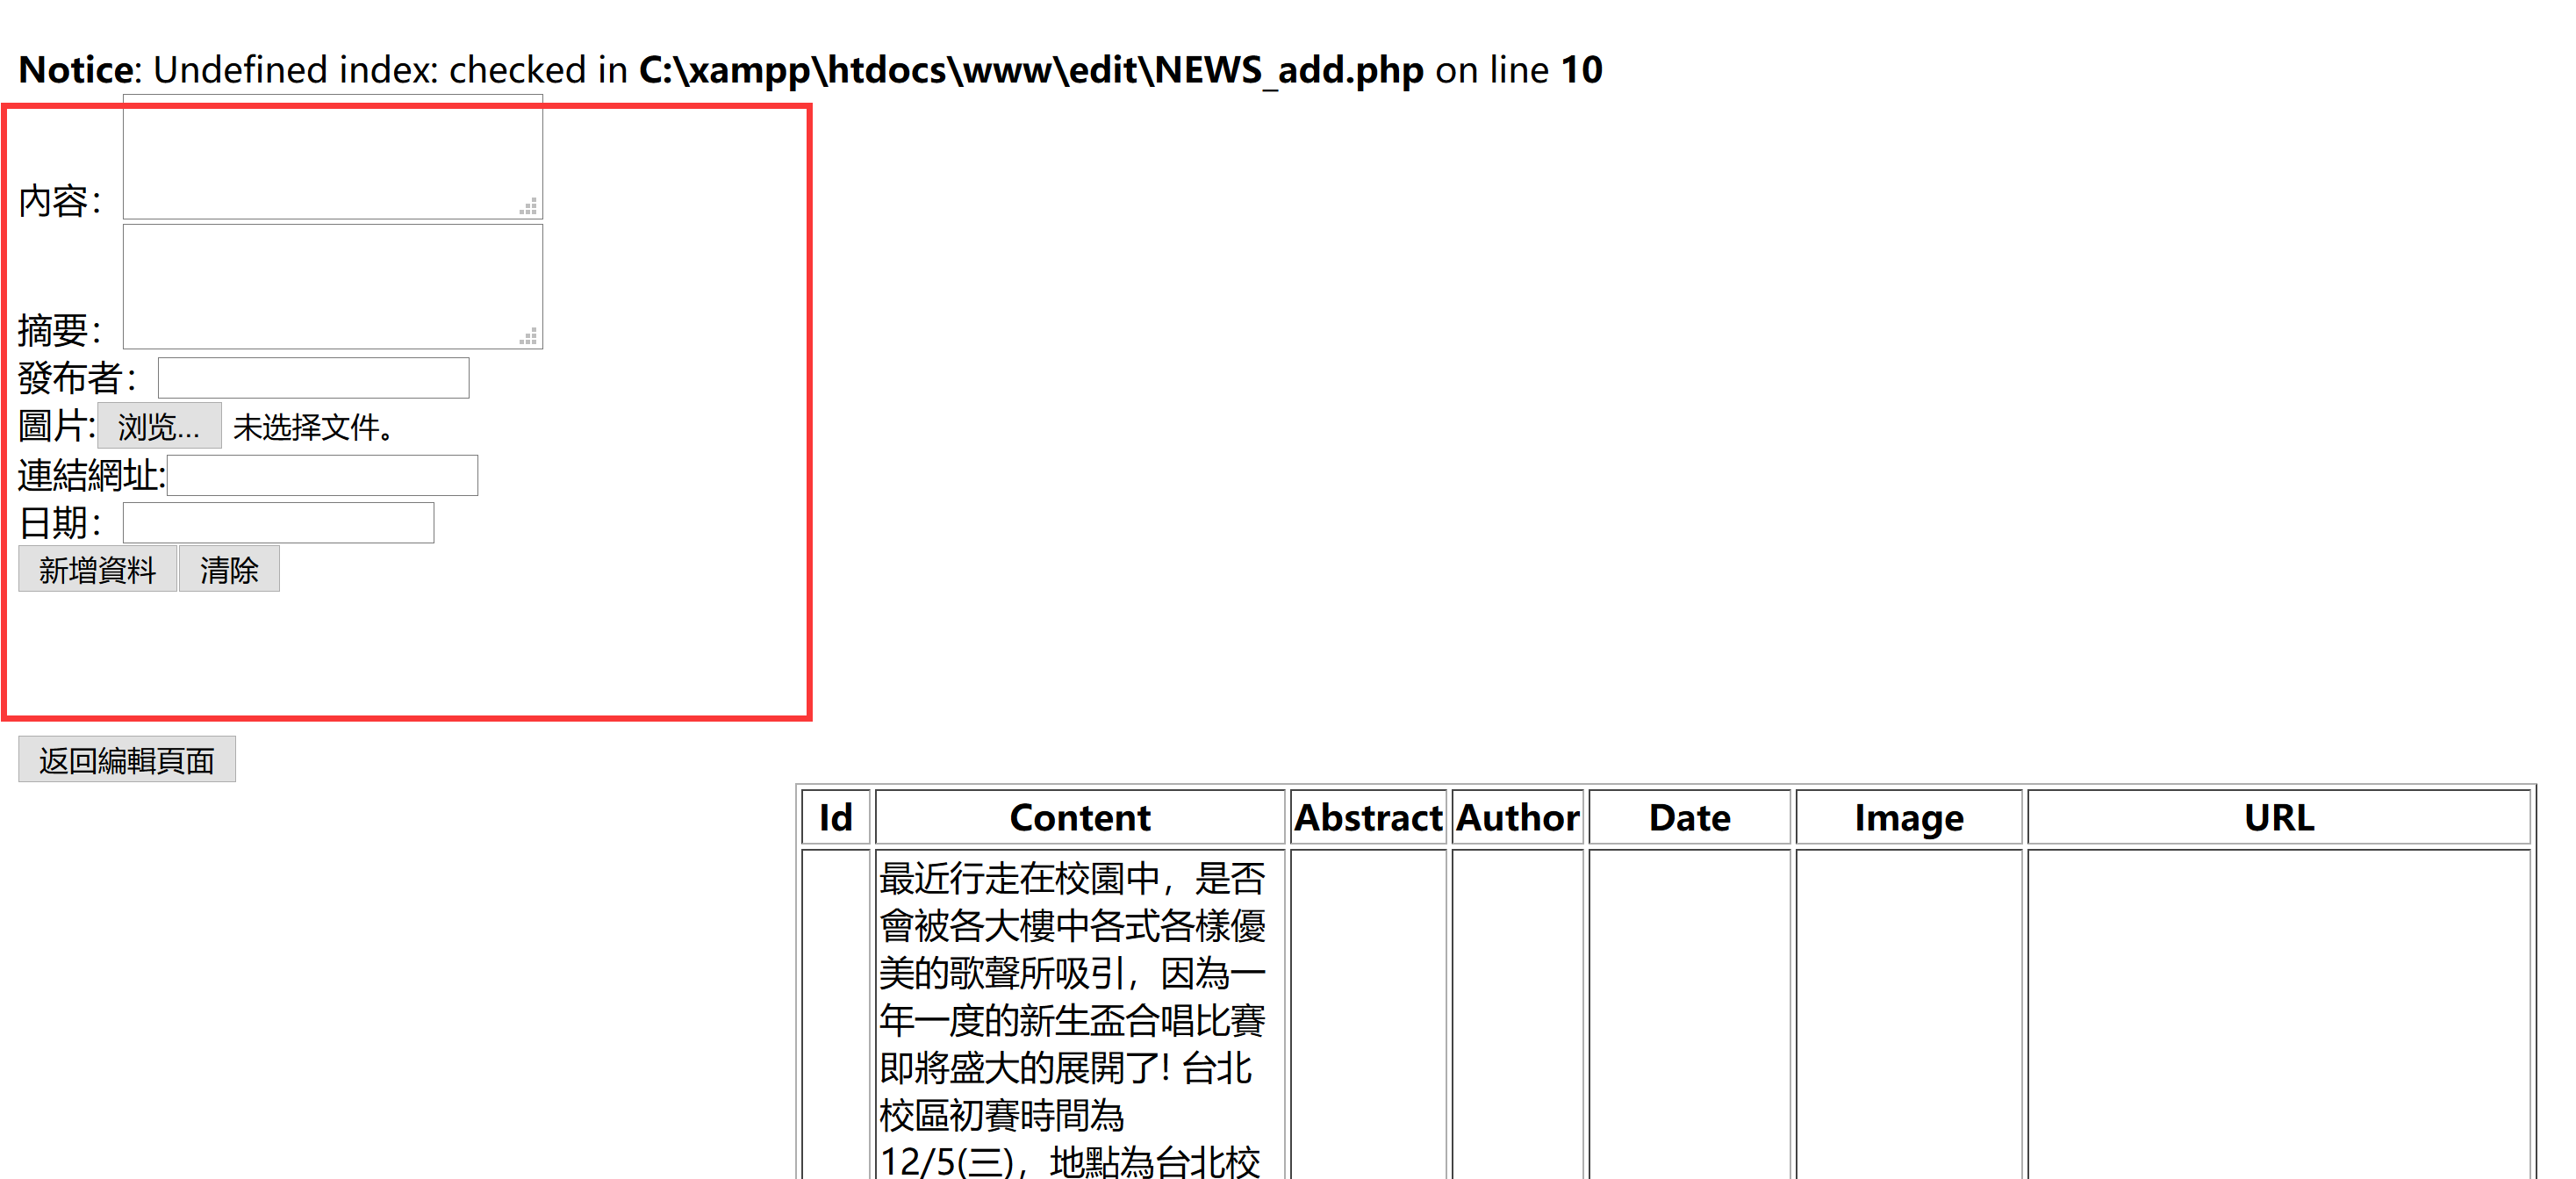 Notice: Undefined index: checked in C:\xampp\htdocs\www\edit\NEWS_add.php on line 10
內容：
摘要：
發布者：
圖片:浏览... 未选择文件。
連結網址:
日期：
新增資料 清除
返回編輯頁面
Id Content Abstract Author Date Image URL
最近行走在校園中，是否
會被各大樓中各式各樣優
美的歌聲所吸引，因為一
年一度的新生盃合唱比賽
即將盛大的展開了! 台北
校區初賽時間為
12/5(三)，地點為台北校